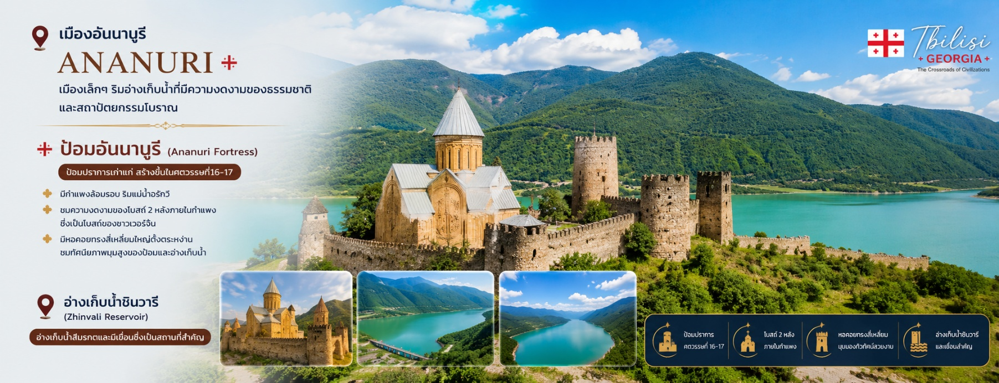 เมืองอันนานูรี
ANANURI
เมืองเล็กๆ ริมอ่างเก็บน้ำที่มีความงดงามของธรรมชาติ
และสถาปัตยกรรมโบราณ
ป้อมอันนานูรี (Ananuri Fortress)
ป้อมปราการเก่าแก่ สร้างขึ้นในศตวรรษที่16-17
มีกำแพงล้อมรอบ ริมแม่น้ำอรักวี
ชมความงดงามของโบสถ์ 2 หลังภายในกำแพง
ซึ่งเป็นโบสถ์ของชาวเวอร์จิ้น
มีหอคอยทรงสี่เหลี่ยมใหญ่ตั้งตระหง่าน
ชมทัศนียภาพมุมสูงของป้อมและอ่างเก็บน้ำ
อ่างเก็บน้ำชินวารี
(Zhinvali Reservoir)
อ่างเก็บน้ำสีมรกตและมีเขื่อนซึ่งเป็นสถานที่สำคัญ
Tbilisi
GEORGIA
The Crossroads of Civilizations
ป้อมปราการ
ศตวรรษที่ 16-17
โบสถ์ 2 หลัง
ภายในกำแพง
หอคอยทรงสี่เหลี่ยม
มุมมองทิวทัศน์สวยงาม
อ่างเก็บน้ำชินวารี
และเขื่อนสำคัญ